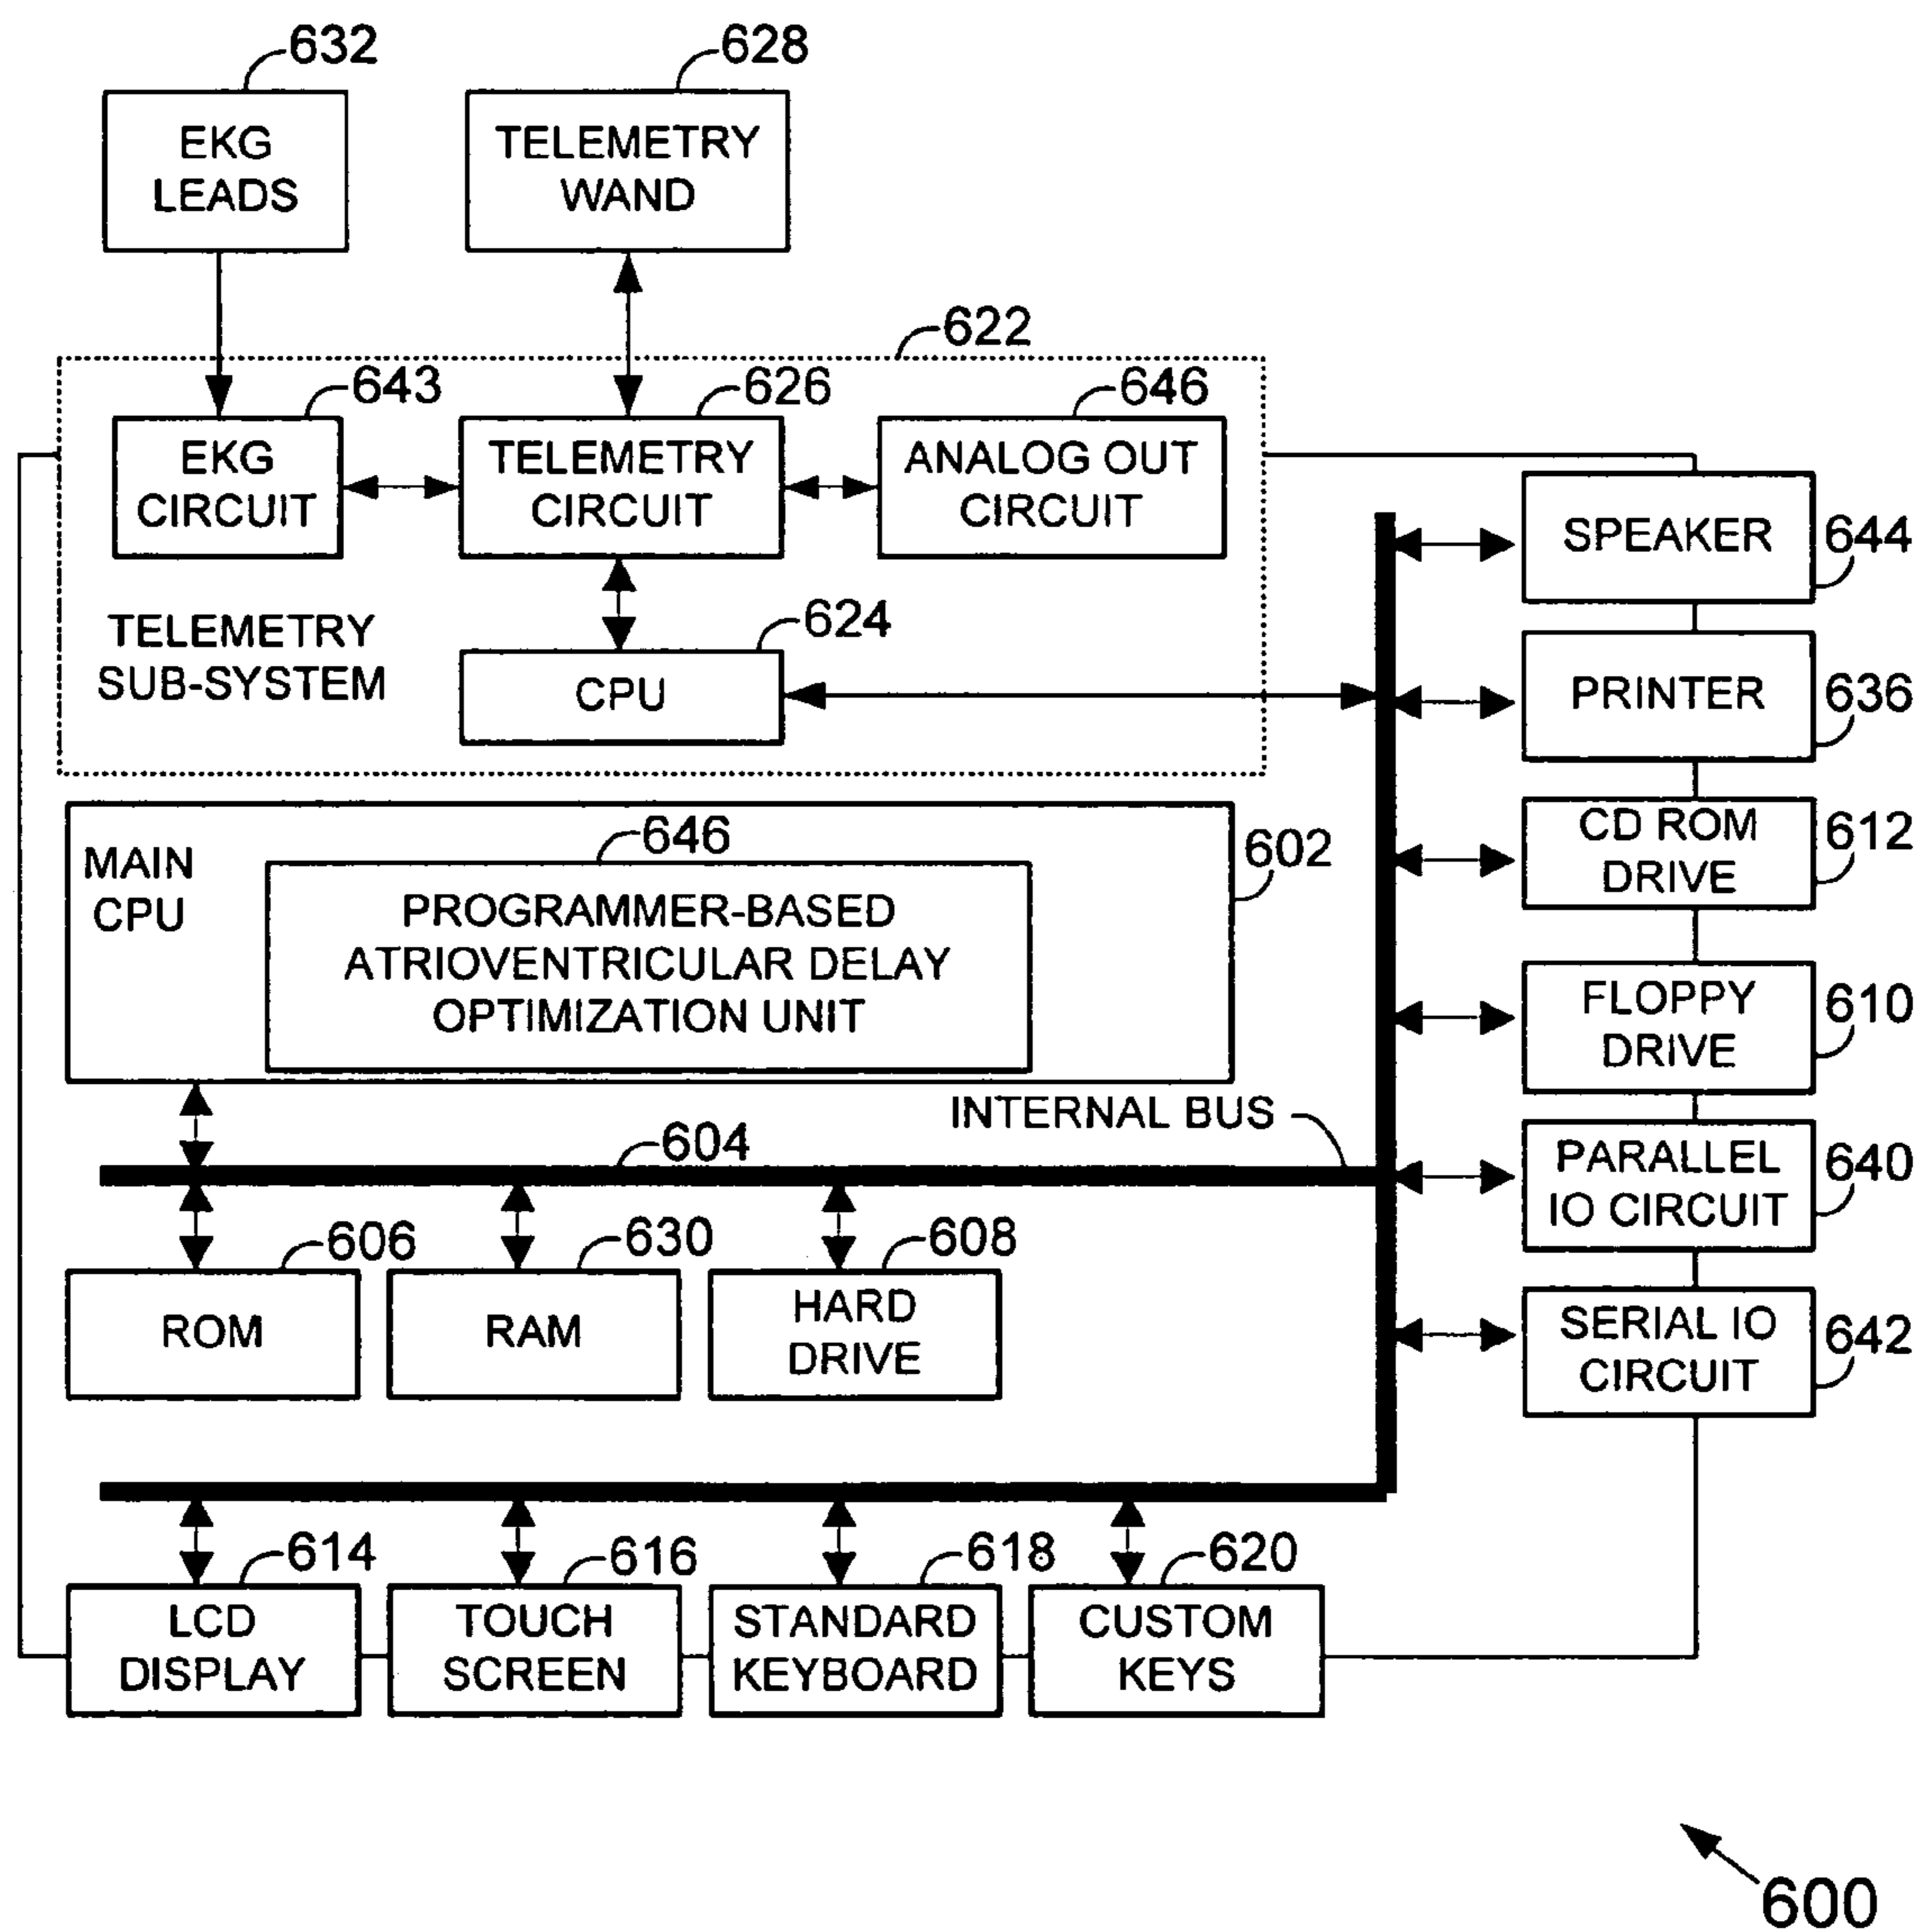 632
628
EKG
LEADS
TELEMETRY
WAND
622
643
626
646
EKG
CIRCUIT
TELEMETRY
CIRCUIT
ANALOG OUT
CIRCUIT
TELEMETRY
SUB-SYSTEM
624
CPU
SPEAKER
644
PRINTER
636
CD ROM
DRIVE
612
FLOPPY
DRIVE
610
PARALLEL
IO CIRCUIT
640
SERIAL IO
CIRCUIT
642
MAIN
CPU
646
602
PROGRAMMER-BASED
ATRIOVENTRICULAR DELAY
OPTIMIZATION UNIT
INTERNAL BUS
604
606
630
608
ROM
RAM
HARD
DRIVE
614
616
618
620
LCD
DISPLAY
TOUCH
SCREEN
STANDARD
KEYBOARD
CUSTOM
KEYS
600